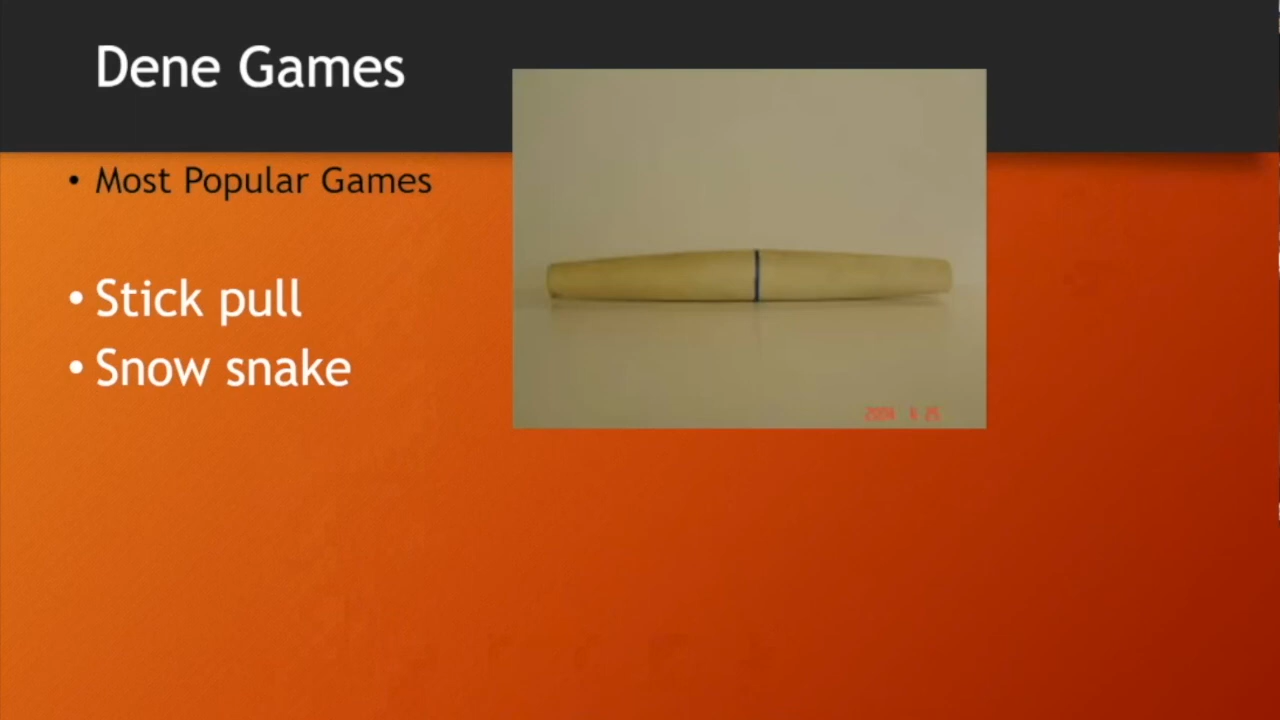 Dene Games
• Most Popular Games
• Stick pull
• Snow snake